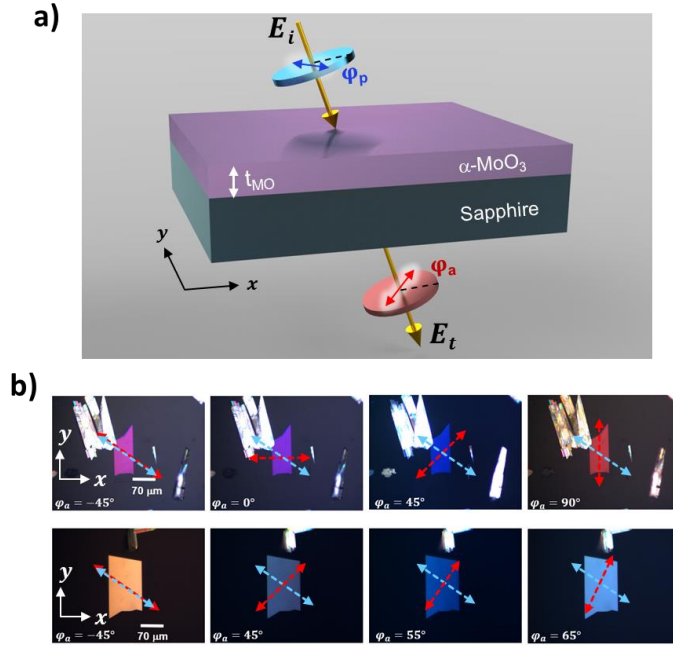 a)
E_i
φ_p
t_MO
α-MoO₃
Sapphire
y
x
φ_a
E_t
b)
y
x
70 μm
φ_a = −45°
φ_a = 0°
φ_a = 45°
φ_a = 90°
y
x
70 μm
φ_a = −45°
φ_a = 45°
φ_a = 55°
φ_a = 65°